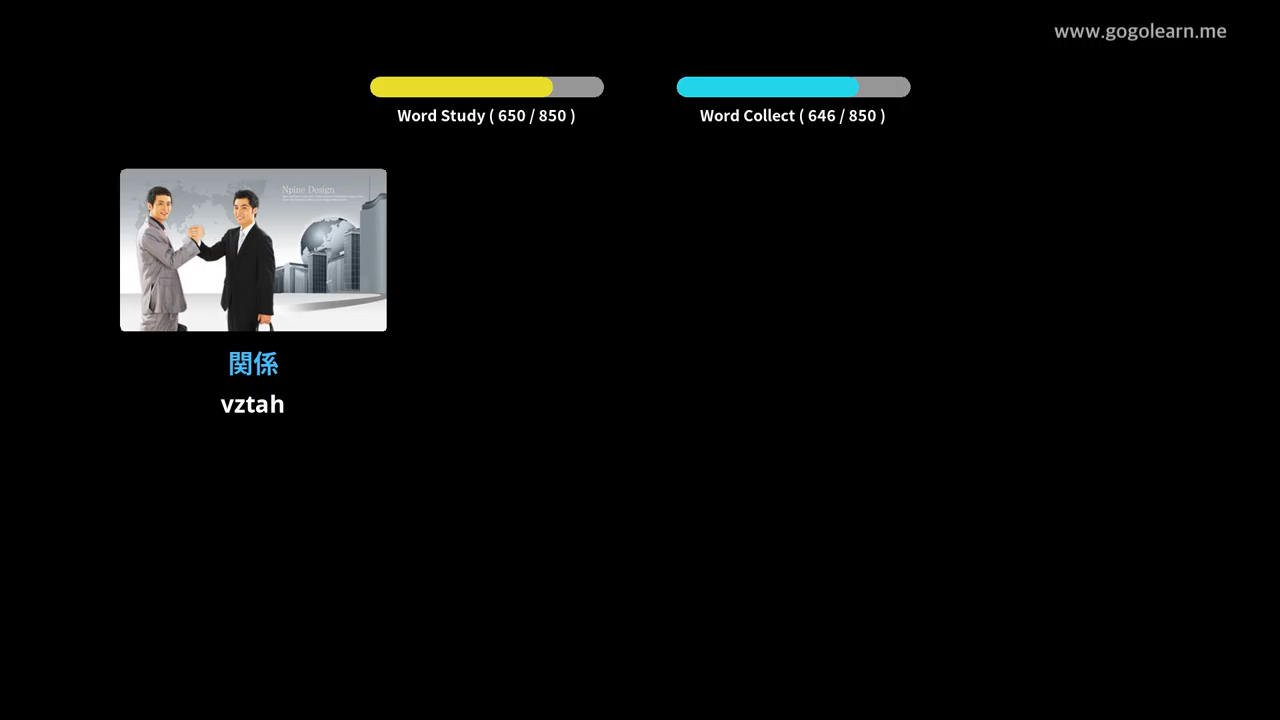 www.gogolearn.me
Word Study ( 650 / 850 )
Word Collect ( 646 / 850 )
Npine Design
関係
vztah